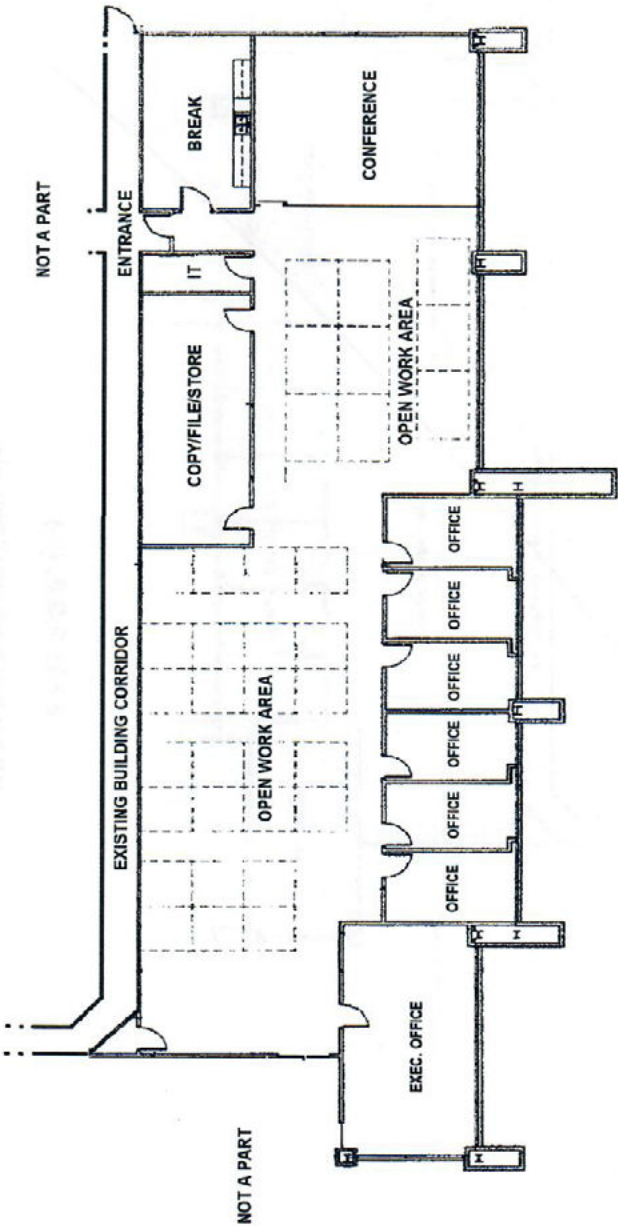 NOT A PART
EXISTING BUILDING CORRIDOR
ENTRANCE
COPY/FILE/STORE
IT
BREAK
NOT A PART
OPEN WORK AREA
CONFERENCE
OPEN WORK AREA
EXEC. OFFICE
OFFICE
OFFICE
OFFICE
OFFICE
OFFICE
OFFICE